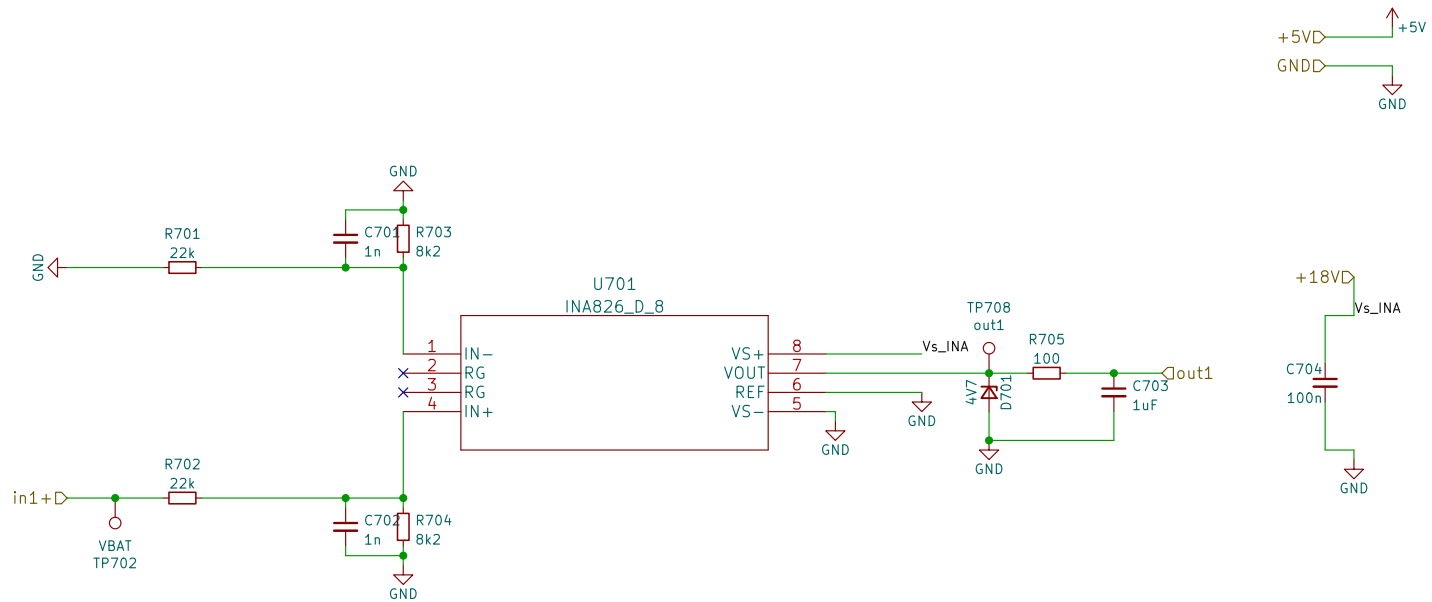 +5V
+5V
GND
GND
GND
R701
22k
C701
1n
R703
8k2
GND
U701
INA826_D_8
1 IN-
2 RG
3 RG
4 IN+
VS+ 8
VOUT 7
REF 6
VS- 5
Vs_INA
GND
GND
TP708
out1
R705
100
4V7
D701
C703
1uF
out1
GND
+18V
Vs_INA
C704
100n
GND
in1+
VBAT
TP702
R702
22k
C702
1n
R704
8k2
GND